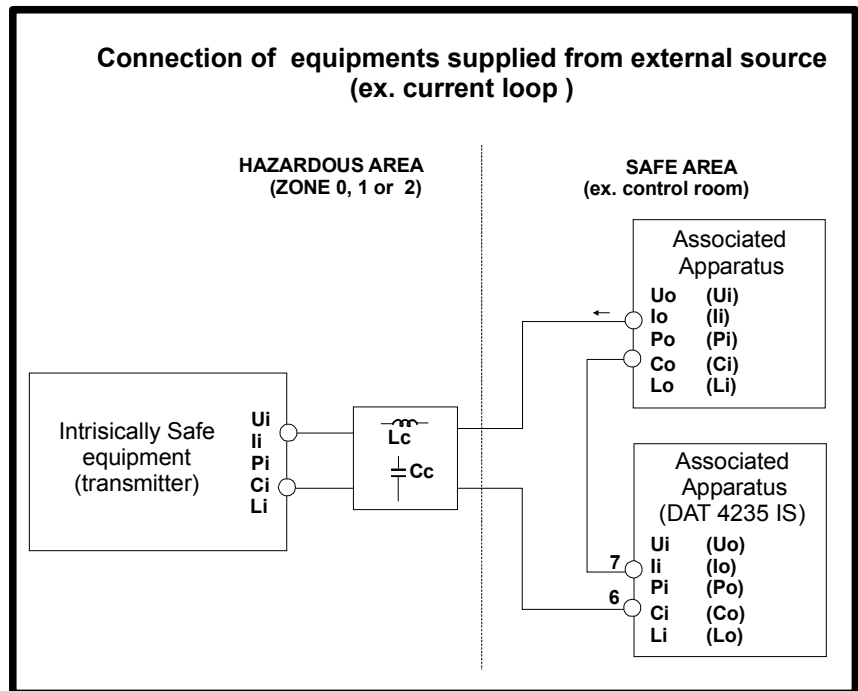 Connection of equipments supplied from external source
(ex. current loop )
HAZARDOUS AREA
(ZONE 0, 1 or 2)
SAFE AREA
(ex. control room)
Associated
Apparatus
Uo (Ui)
Io (Ii)
Po (Pi)
Co (Ci)
Lo (Li)
Intrisically Safe
equipment
(transmitter)
Ui
Ii
Pi
Ci
Li
Lc
Cc
Associated
Apparatus
(DAT 4235 IS)
Ui (Uo)
7 Ii (Io)
Pi (Po)
6 Ci (Co)
Li (Lo)